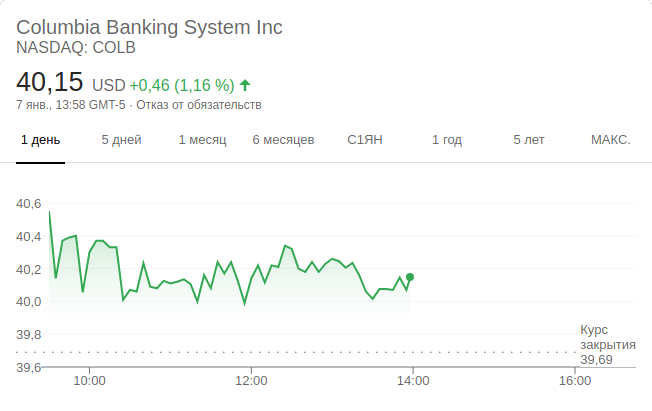 Columbia Banking System Inc
NASDAQ: COLB
40,15 USD +0,46 (1,16 %)
7 янв., 13:58 GMT-5 · Отказ от обязательств
1 день 5 дней 1 месяц 6 месяцев С1ЯН 1 год 5 лет МАКС.
40,6
40,4
40,2
40,0
39,8
39,6
Курс
закрытия
39,69
10:00 12:00 14:00 16:00